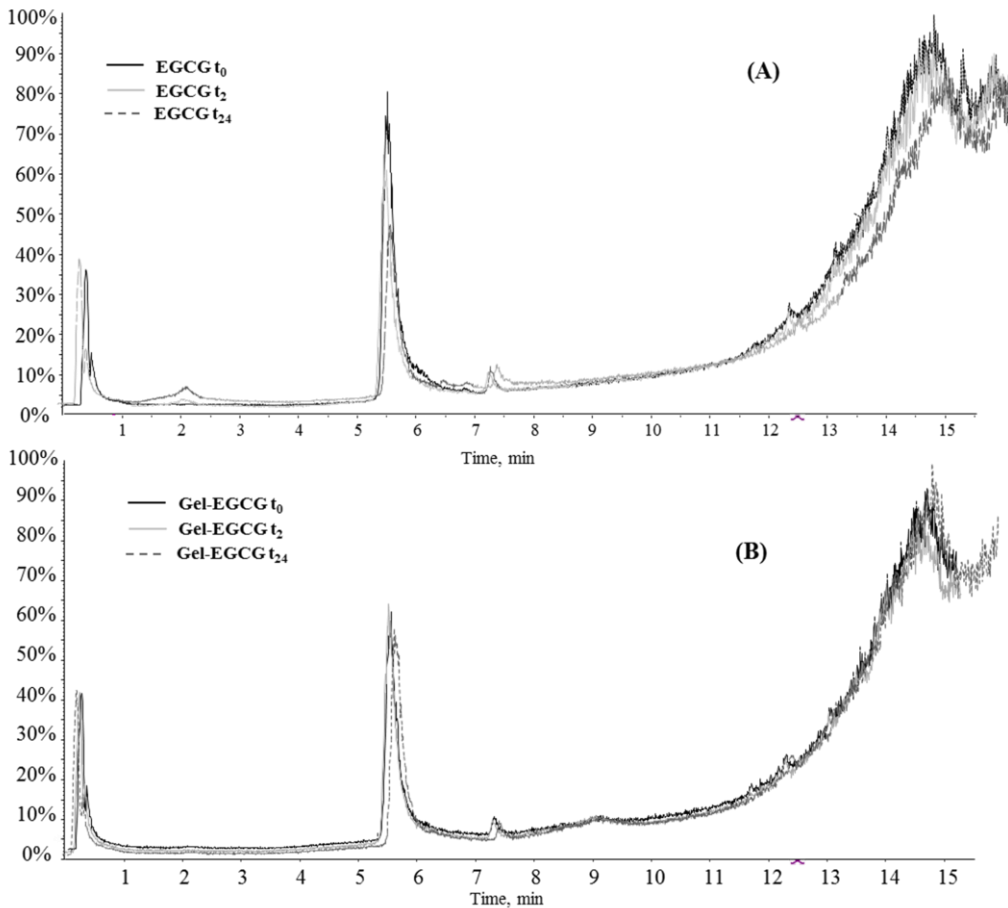 100%
90%
80%
70%
60%
50%
40%
30%
20%
10%
0%
EGCG t₀
EGCG t₂
EGCG t₂₄
(A)
1 2 3 4 5 6 7 8 9 10 11 12 13 14 15
Time, min
100%
90%
80%
70%
60%
50%
40%
30%
20%
10%
0%
Gel-EGCG t₀
Gel-EGCG t₂
Gel-EGCG t₂₄
(B)
1 2 3 4 5 6 7 8 9 10 11 12 13 14 15
Time, min